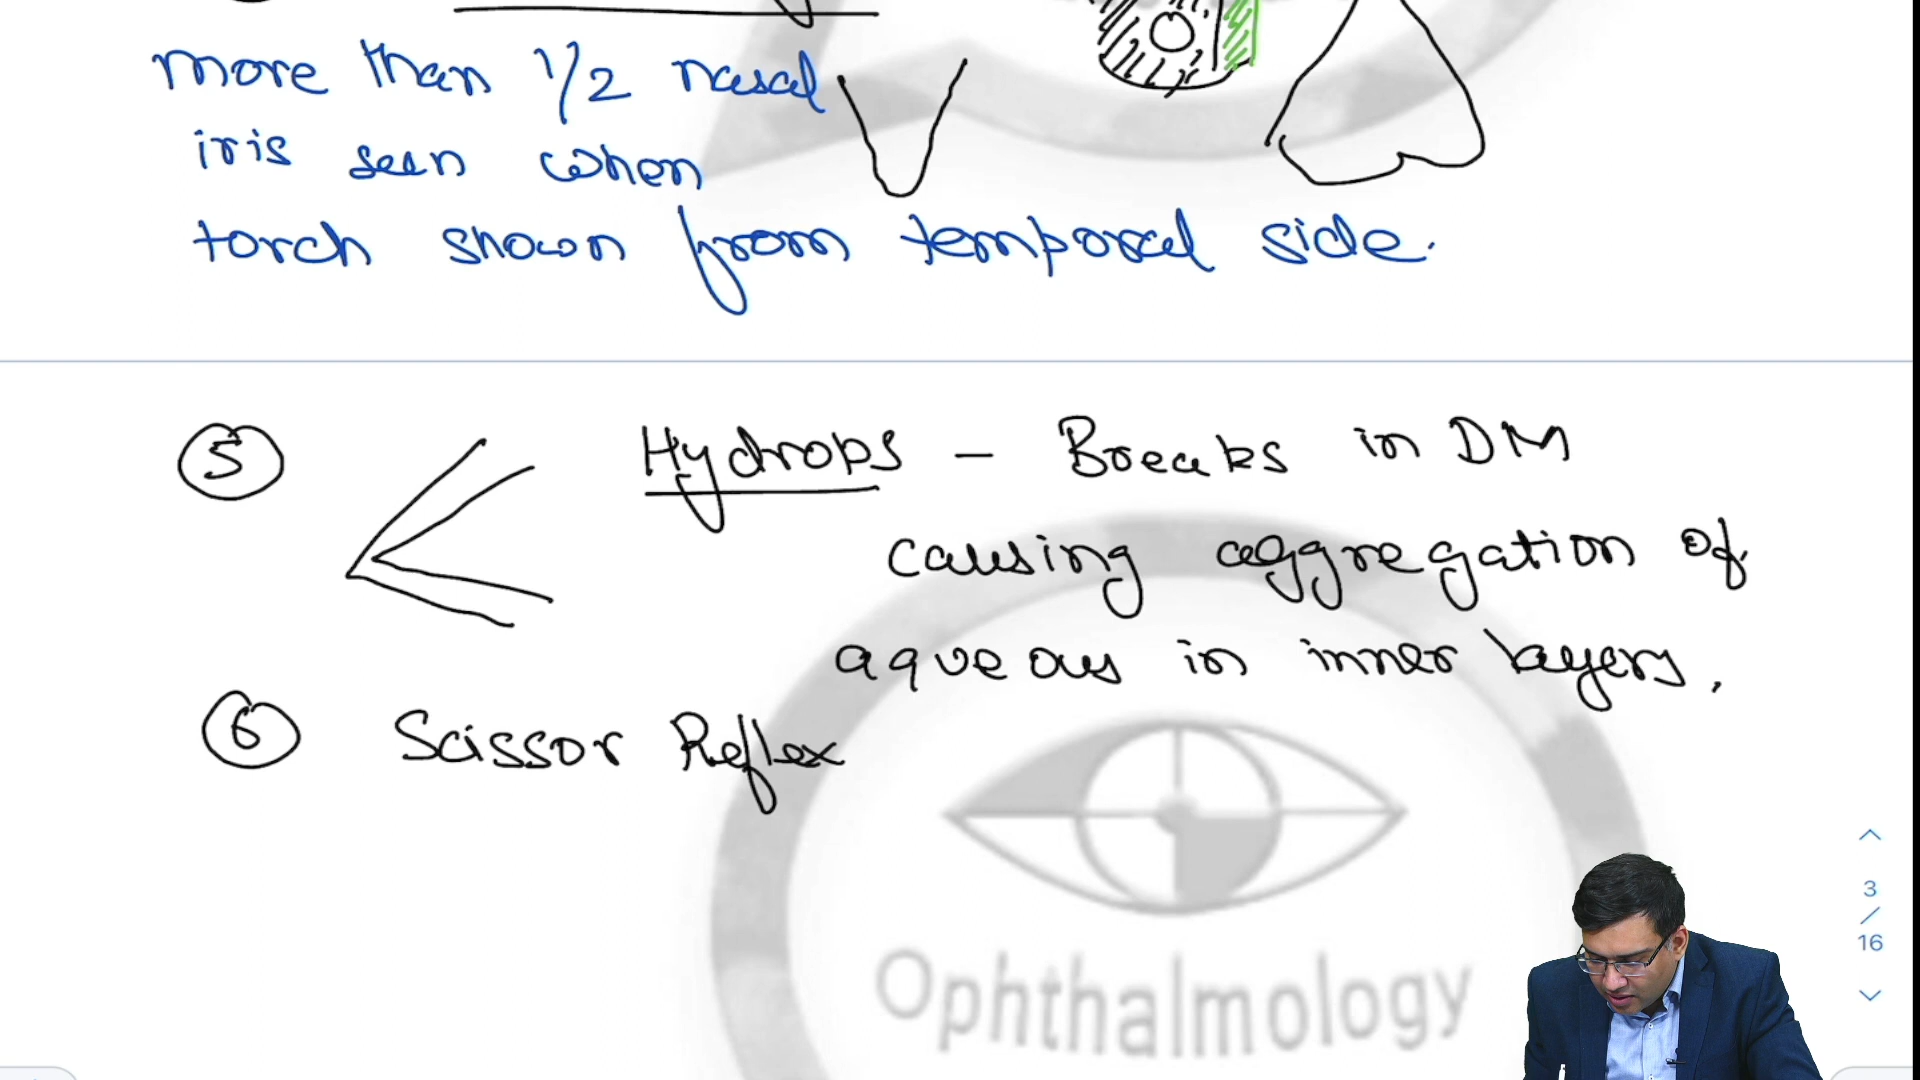 more than 1/2 nasal
iris seen when
torch shown from temporal side.
5 Hydrops - Breaks in DM
causing aggregation of
aqueous in inner layers.
6 Scissor Reflex
Ophthalmology
3
/
16